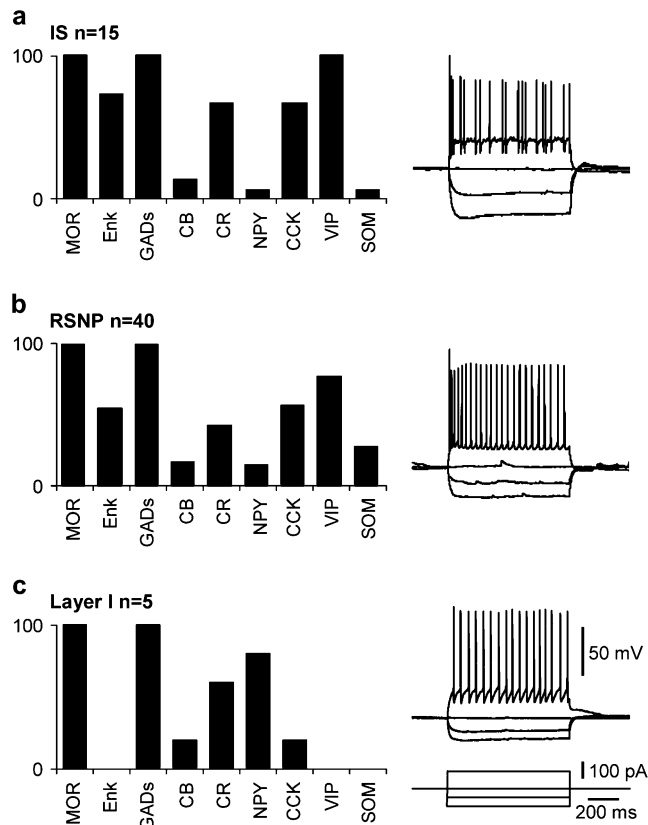 a
IS n=15
100
0
MOR
Enk
GADs
CB
CR
NPY
CCK
VIP
SOM
b
RSNP n=40
100
0
MOR
Enk
GADs
CB
CR
NPY
CCK
VIP
SOM
c
Layer I n=5
100
0
MOR
Enk
GADs
CB
CR
NPY
CCK
VIP
SOM
50 mV
100 pA
200 ms